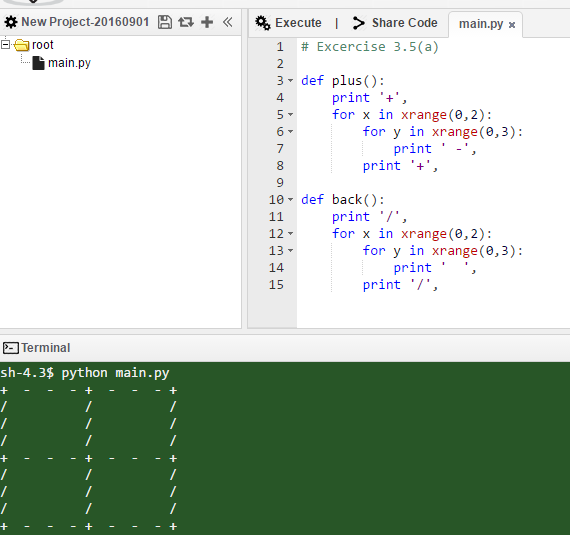 New Project-20160901
root
main.py
Execute | Share Code main.py x
1 # Excercise 3.5(a)
2
3 def plus():
4     print '+',
5     for x in xrange(0,2):
6         for y in xrange(0,3):
7             print ' -',
8         print '+',
9
10 def back():
11     print '/',
12     for x in xrange(0,2):
13         for y in xrange(0,3):
14             print '  ',
15         print '/',
Terminal
sh-4.3$ python main.py
+  -  -  - +  -  -  - +
/          /          /
/          /          /
/          /          /
+  -  -  - +  -  -  - +
/          /          /
/          /          /
/          /          /
+  -  -  - +  -  -  - +